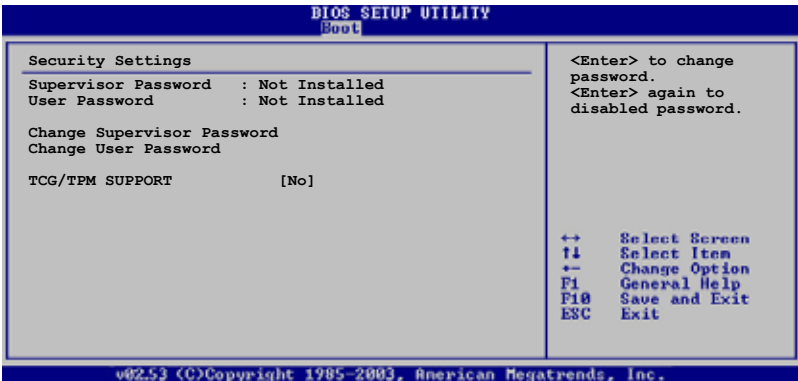 BIOS SETUP UTILITY
Boot
Security Settings
Supervisor Password : Not Installed
User Password : Not Installed
Change Supervisor Password
Change User Password
TCG/TPM SUPPORT [No]
<Enter> to change
password.
<Enter> again to
disabled password.
↔ Select Screen
↑↓ Select Item
+- Change Option
F1 General Help
F10 Save and Exit
ESC Exit
v02.53 (C)Copyright 1985-2003, American Megatrends, Inc.